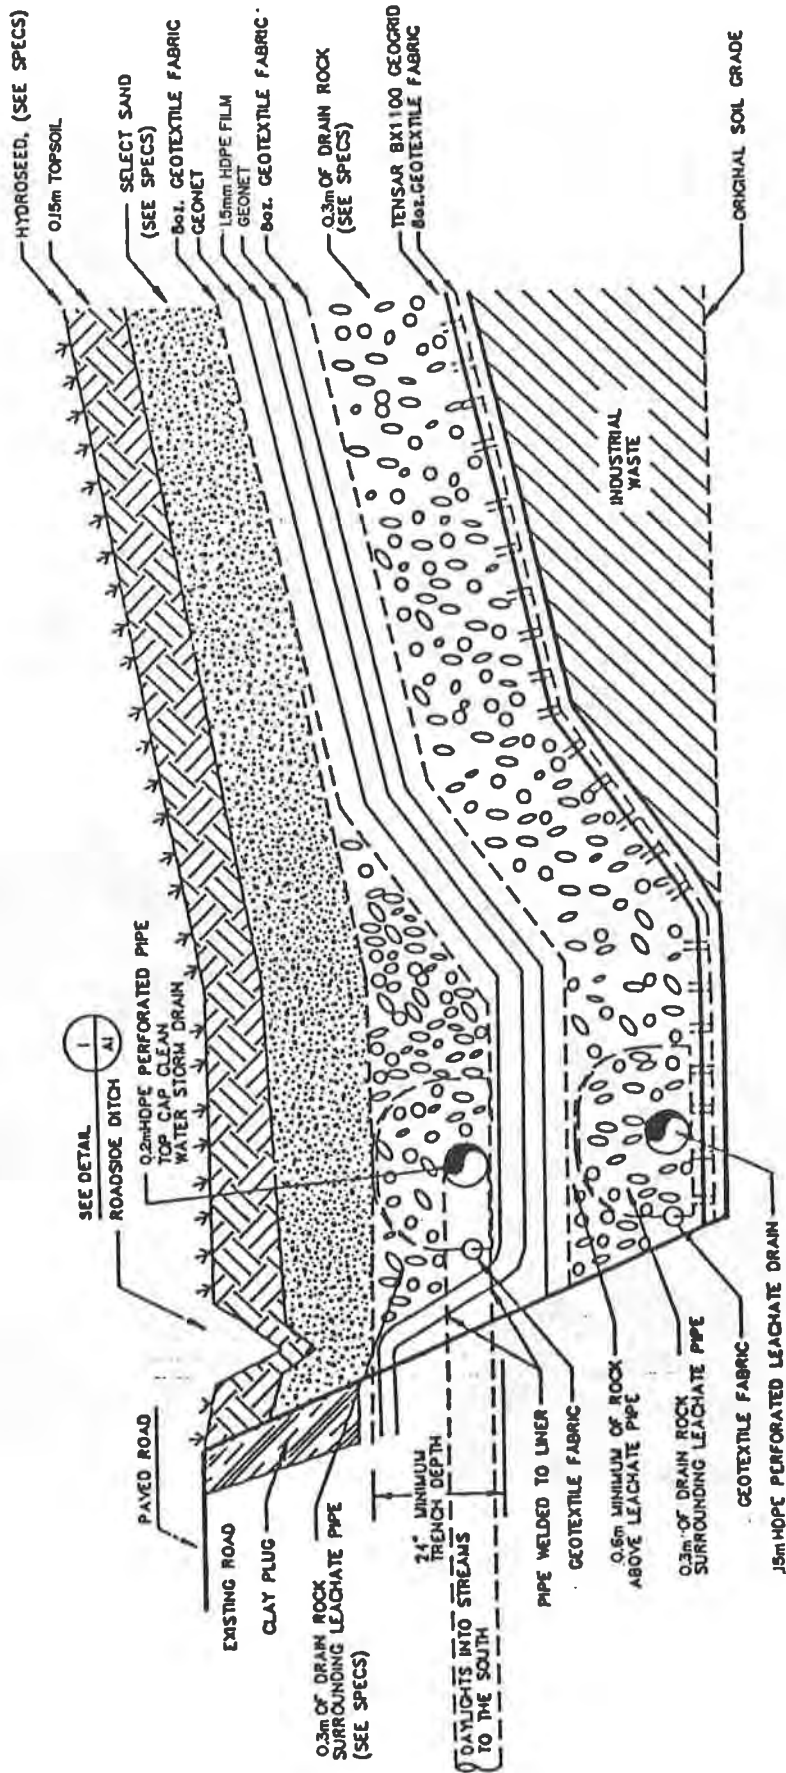 HYDROSEED. (SEE SPECS)
0.15m TOPSOIL
SELECT SAND
(SEE SPECS)
8oz. GEOTEXTILE FABRIC
GEONET
1.5mm HDPE FILM
GEONET
8oz. GEOTEXTILE FABRIC
0.3m OF DRAIN ROCK
(SEE SPECS)
TENSAR BX1100 GEOGRID
8oz. GEOTEXTILE FABRIC
ORIGINAL SOIL GRADE
INDUSTRIAL
WASTE
SEE DETAIL
1
A1
ROADSIDE DITCH
0.2m HDPE PERFORATED PIPE
TOP CAP CLEAN
WATER STORM DRAIN
PAVED ROAD
EXISTING ROAD
CLAY PLUG
0.3m OF DRAIN ROCK
SURROUNDING LEACHATE PIPE
(SEE SPECS)
24" MINIMUM
TRENCH DEPTH
DAYLIGHTS INTO STREAMS
TO THE SOUTH
PIPE WELDED TO LINER
GEOTEXTILE FABRIC
0.6m MINIMUM OF ROCK
ABOVE LEACHATE PIPE
0.3m OF DRAIN ROCK
SURROUNDING LEACHATE PIPE
GEOTEXTILE FABRIC
.15m HDPE PERFORATED LEACHATE DRAIN